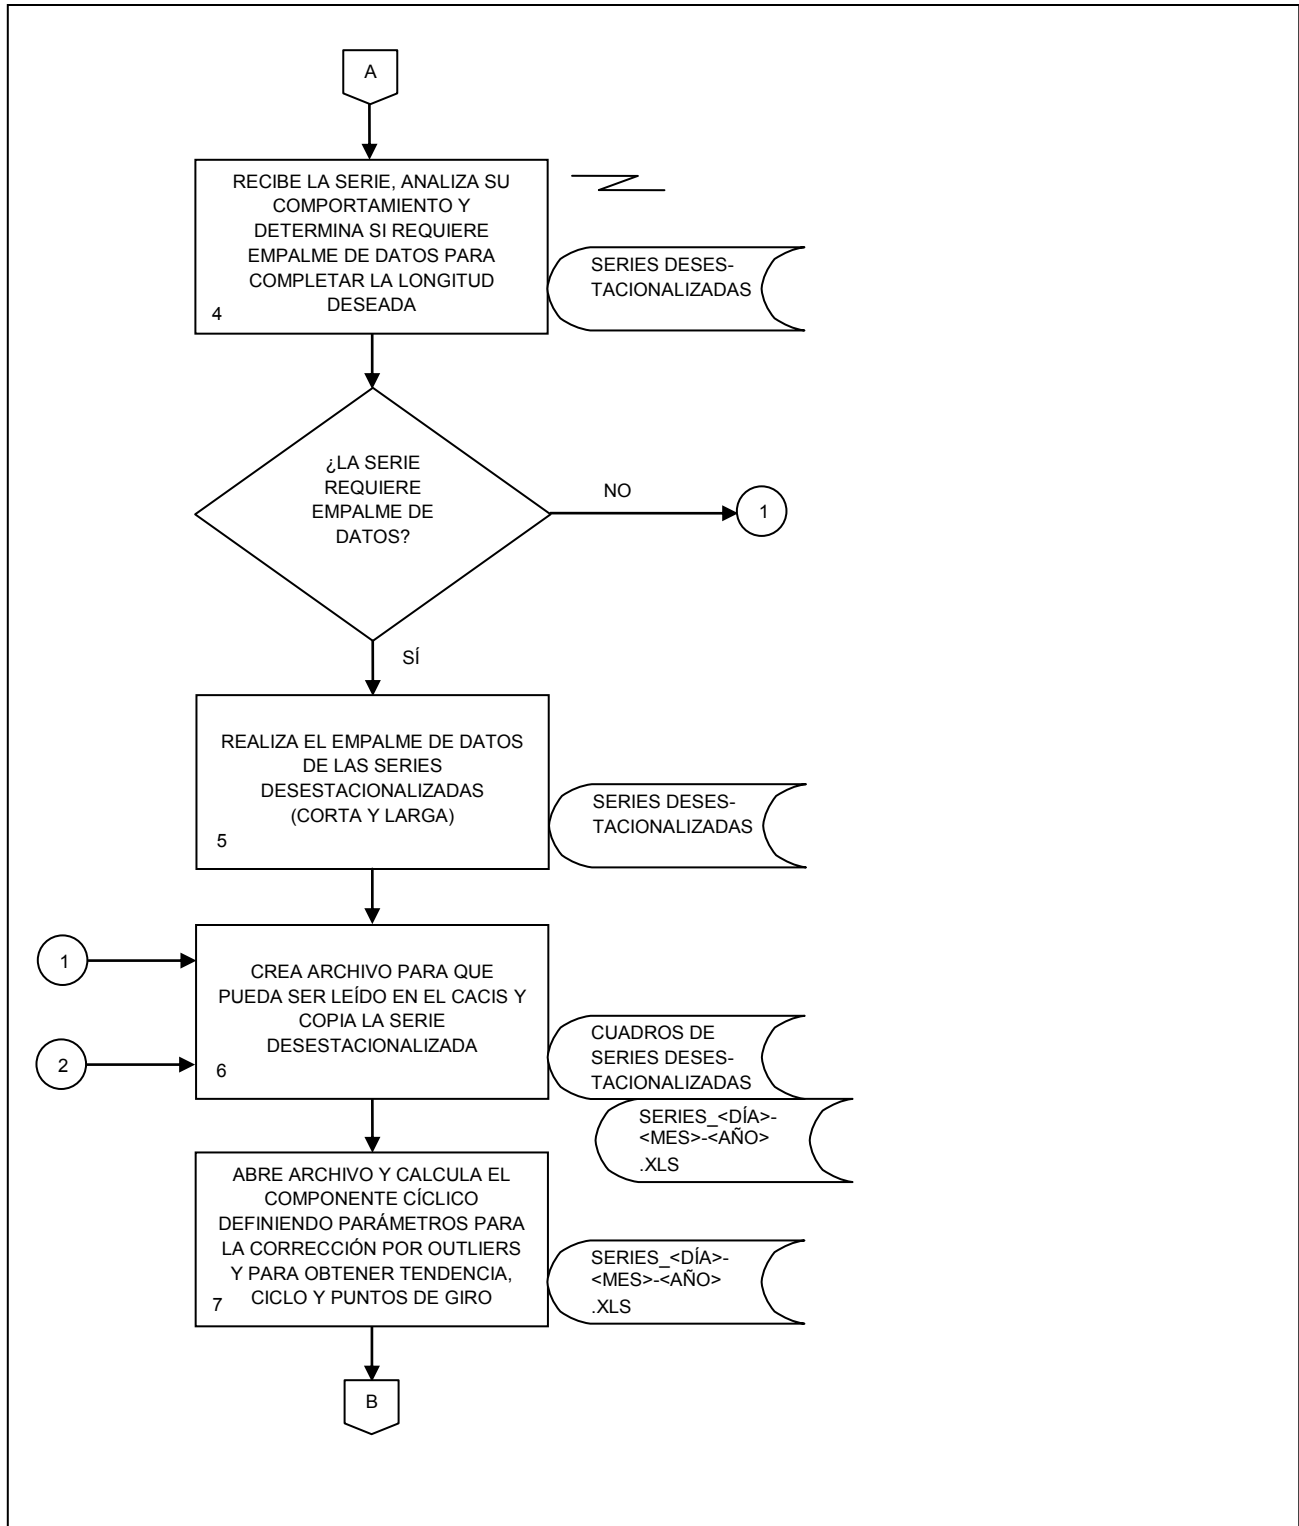 A
RECIBE LA SERIE, ANALIZA SU
COMPORTAMIENTO Y
DETERMINA SI REQUIERE
EMPALME DE DATOS PARA
COMPLETAR LA LONGITUD
DESEADA
4
SERIES DESES-
TACIONALIZADAS
¿LA SERIE
REQUIERE
EMPALME DE
DATOS?
NO
1
SÍ
REALIZA EL EMPALME DE DATOS
DE LAS SERIES
DESESTACIONALIZADAS
(CORTA Y LARGA)
5
SERIES DESES-
TACIONALIZADAS
1
2
CREA ARCHIVO PARA QUE
PUEDA SER LEÍDO EN EL CACIS Y
COPIA LA SERIE
DESESTACIONALIZADA
6
CUADROS DE
SERIES DESES-
TACIONALIZADAS
SERIES_<DÍA>-
<MES>-<AÑO>
.XLS
ABRE ARCHIVO Y CALCULA EL
COMPONENTE CÍCLICO
DEFINIENDO PARÁMETROS PARA
LA CORRECCIÓN POR OUTLIERS
Y PARA OBTENER TENDENCIA,
CICLO Y PUNTOS DE GIRO
7
SERIES_<DÍA>-
<MES>-<AÑO>
.XLS
B